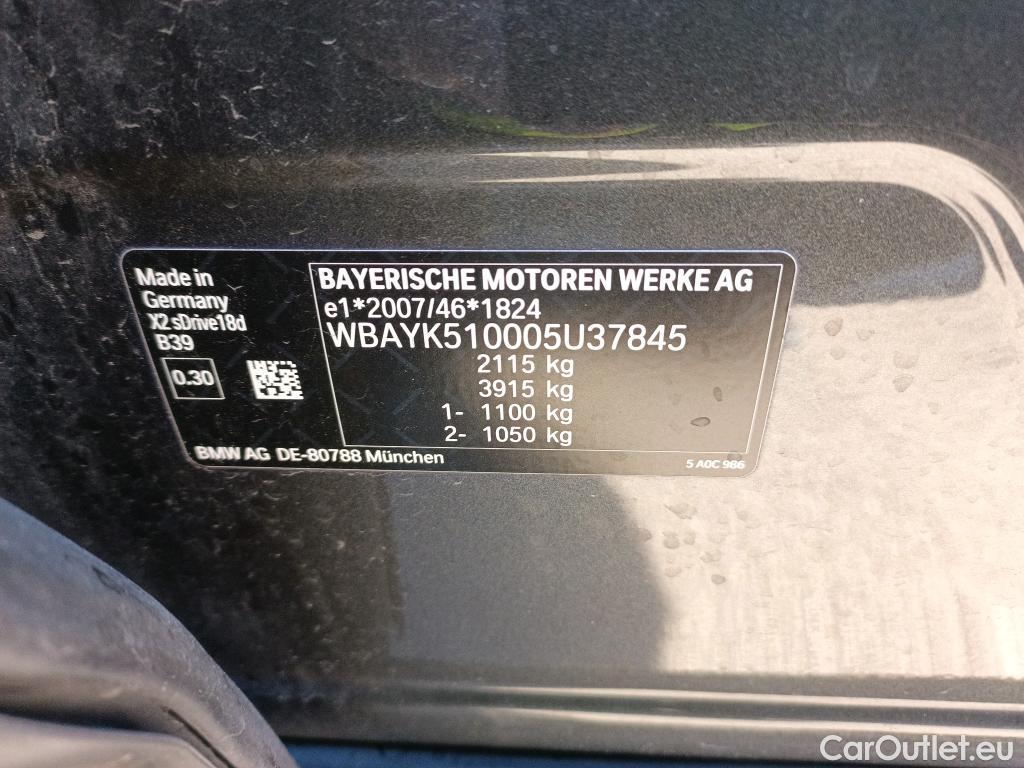 Made in
Germany
X2 sDrive18d
B39
0.30
BAYERISCHE MOTOREN WERKE AG
e1*2007/46*1824
WBAYK510005U37845
2115 kg
3915 kg
1- 1100 kg
2- 1050 kg
BMW AG DE-80788 München
5 A0C 986
CarOutlet.eu